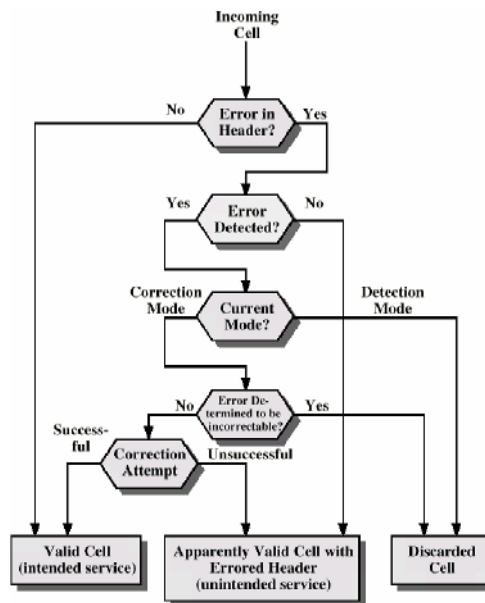 Incoming
Cell
No
Error in
Header?
Yes
Yes
Error
Detected?
No
Correction
Mode
Current
Mode?
Detection
Mode
No
Error De-
termined to be
incorrectable?
Yes
Success-
ful
Correction
Attempt
Unsuccessful
Valid Cell
(intended service)
Apparently Valid Cell with
Errored Header
(unintended service)
Discarded
Cell